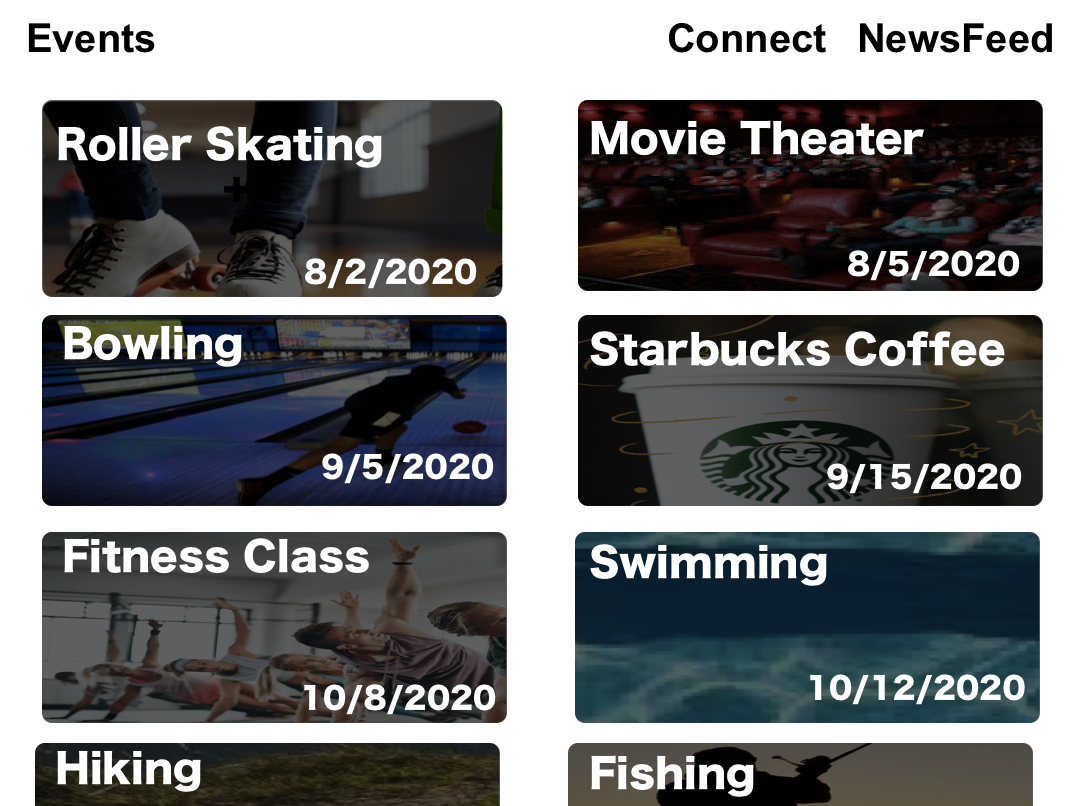 Events
Connect
NewsFeed
Roller Skating
+
8/2/2020
Movie Theater
8/5/2020
Bowling
9/5/2020
Starbucks Coffee
9/15/2020
Fitness Class
10/8/2020
Swimming
10/12/2020
Hiking
Fishing